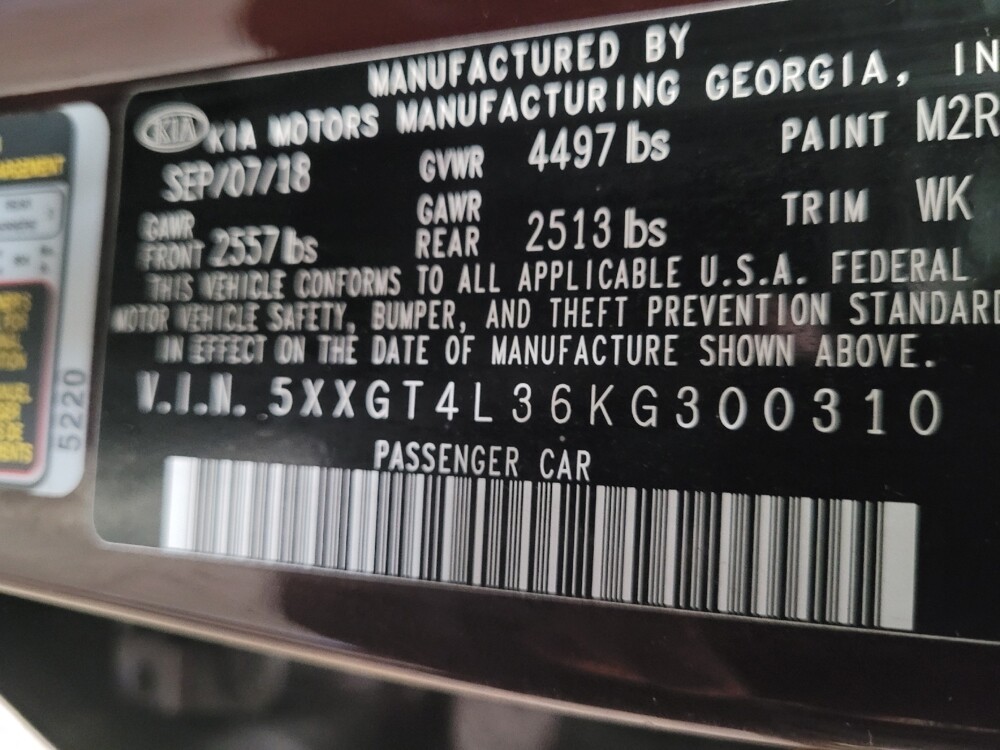 MANUFACTURED BY
KIA KIA MOTORS MANUFACTURING GEORGIA, IN
SEP/07/18 GVWR 4497 lbs PAINT M2R
GAWR FRONT 2557 lbs GAWR REAR 2513 lbs TRIM WK
THIS VEHICLE CONFORMS TO ALL APPLICABLE U.S.A. FEDERAL
MOTOR VEHICLE SAFETY, BUMPER, AND THEFT PREVENTION STANDARD
IN EFFECT ON THE DATE OF MANUFACTURE SHOWN ABOVE.
V.I.N. 5XXGT4L36KG300310
PASSENGER CAR
5220